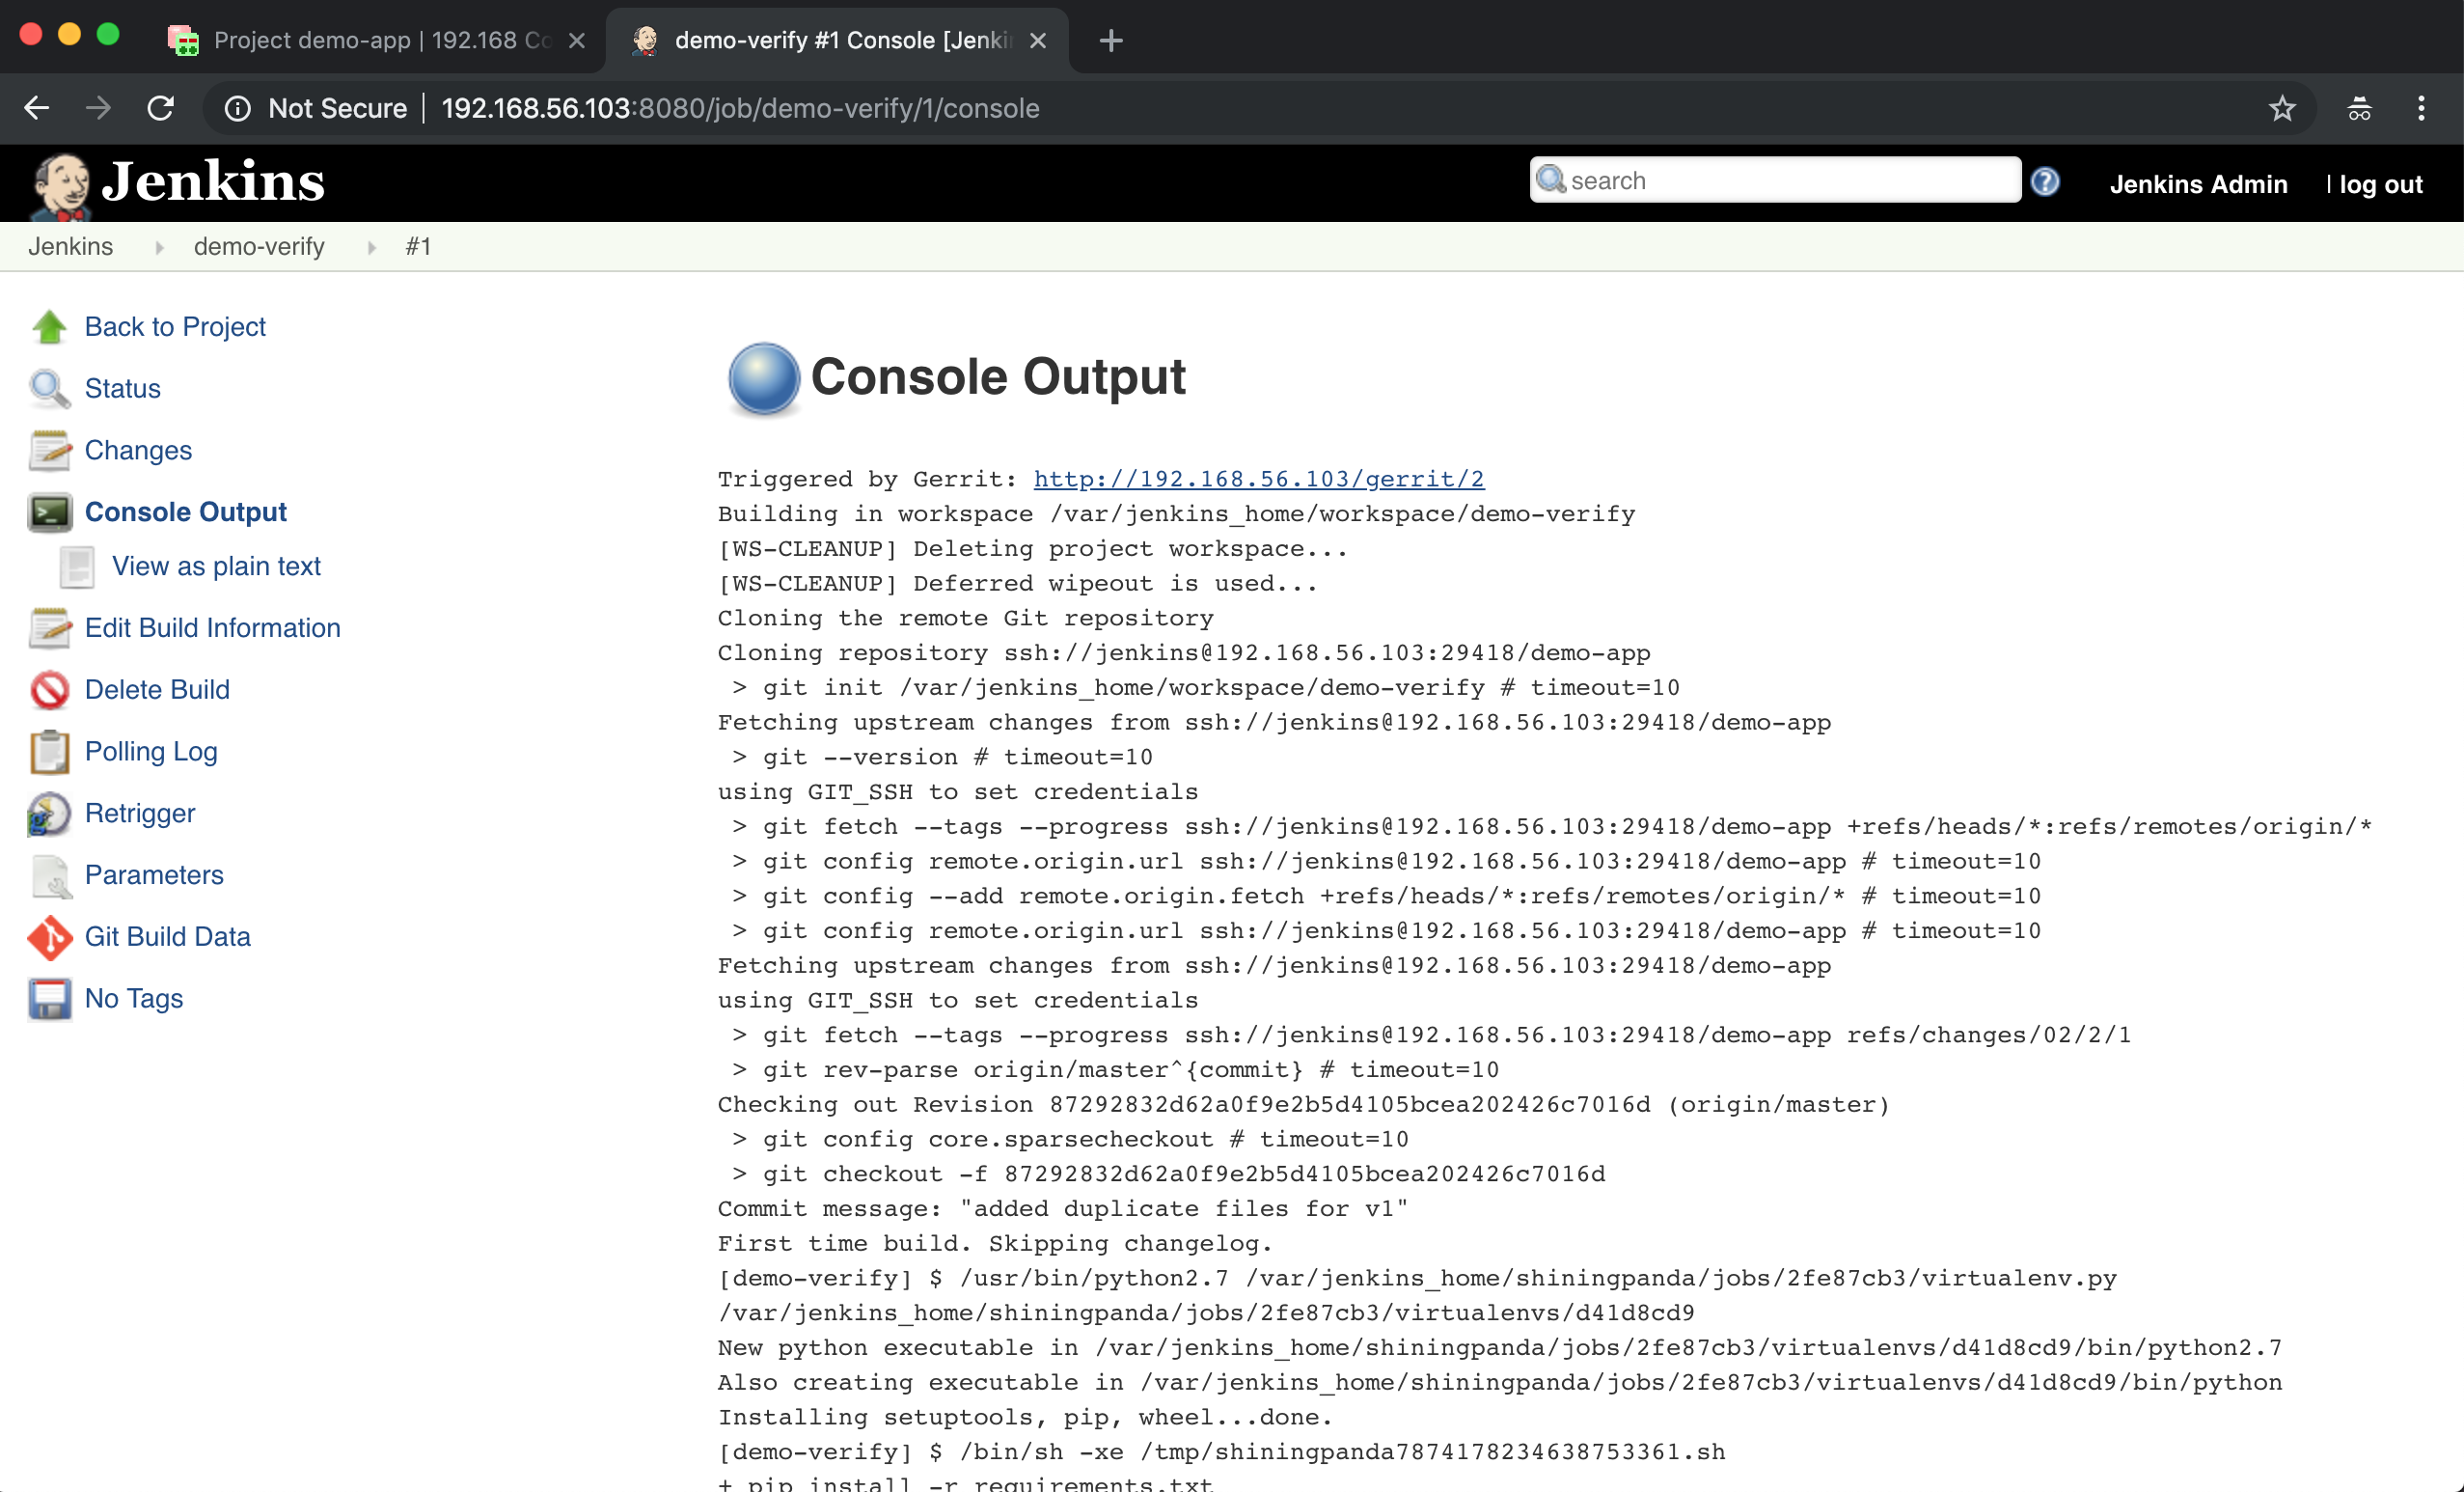 Project demo-app | 192.168 Co
demo-verify #1 Console [Jenki
Not Secure | 192.168.56.103:8080/job/demo-verify/1/console
Jenkins
search
Jenkins Admin
| log out
Jenkins
demo-verify
#1
Back to Project
Status
Changes
Console Output
View as plain text
Edit Build Information
Delete Build
Polling Log
Retrigger
Parameters
Git Build Data
No Tags
Console Output
Triggered by Gerrit: http://192.168.56.103/gerrit/2
Building in workspace /var/jenkins_home/workspace/demo-verify
[WS-CLEANUP] Deleting project workspace...
[WS-CLEANUP] Deferred wipeout is used...
Cloning the remote Git repository
Cloning repository ssh://jenkins@192.168.56.103:29418/demo-app
> git init /var/jenkins_home/workspace/demo-verify # timeout=10
Fetching upstream changes from ssh://jenkins@192.168.56.103:29418/demo-app
> git --version # timeout=10
using GIT_SSH to set credentials
> git fetch --tags --progress ssh://jenkins@192.168.56.103:29418/demo-app +refs/heads/*:refs/remotes/origin/*
> git config remote.origin.url ssh://jenkins@192.168.56.103:29418/demo-app # timeout=10
> git config --add remote.origin.fetch +refs/heads/*:refs/remotes/origin/* # timeout=10
> git config remote.origin.url ssh://jenkins@192.168.56.103:29418/demo-app # timeout=10
Fetching upstream changes from ssh://jenkins@192.168.56.103:29418/demo-app
using GIT_SSH to set credentials
> git fetch --tags --progress ssh://jenkins@192.168.56.103:29418/demo-app refs/changes/02/2/1
> git rev-parse origin/master^{commit} # timeout=10
Checking out Revision 87292832d62a0f9e2b5d4105bcea202426c7016d (origin/master)
> git config core.sparsecheckout # timeout=10
> git checkout -f 87292832d62a0f9e2b5d4105bcea202426c7016d
Commit message: "added duplicate files for v1"
First time build. Skipping changelog.
[demo-verify] $ /usr/bin/python2.7 /var/jenkins_home/shiningpanda/jobs/2fe87cb3/virtualenv.py
/var/jenkins_home/shiningpanda/jobs/2fe87cb3/virtualenvs/d41d8cd9
New python executable in /var/jenkins_home/shiningpanda/jobs/2fe87cb3/virtualenvs/d41d8cd9/bin/python2.7
Also creating executable in /var/jenkins_home/shiningpanda/jobs/2fe87cb3/virtualenvs/d41d8cd9/bin/python
Installing setuptools, pip, wheel...done.
[demo-verify] $ /bin/sh -xe /tmp/shiningpanda7874178234638753361.sh
+ pip install -r requirements.txt